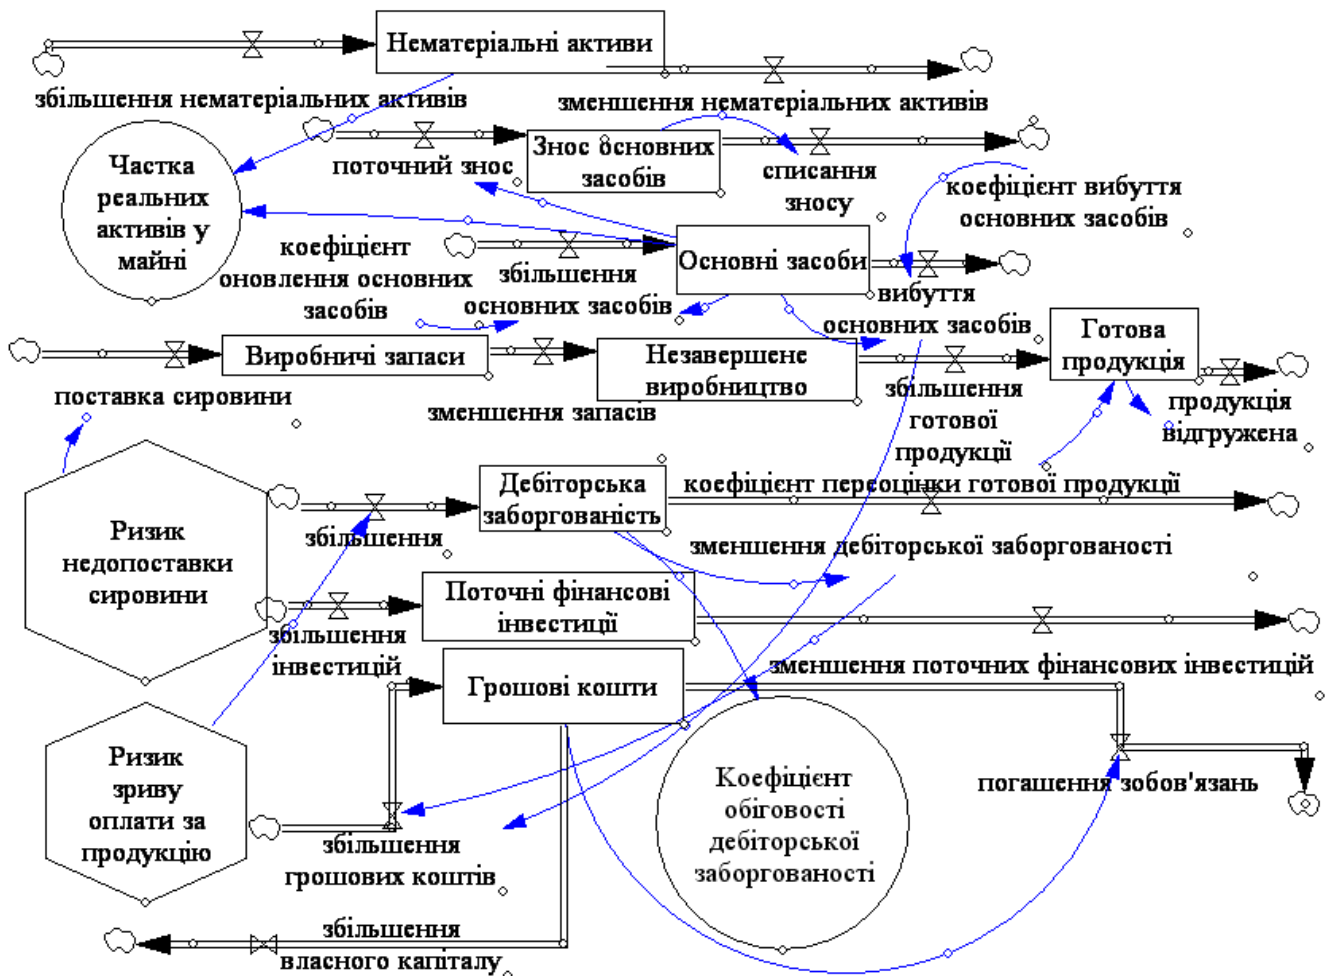 Нематеріальні активи
збільшення нематеріальних активів
зменшення нематеріальних активів
Частка
реальних
активів у
майні
поточний знос
Знос основних
засобів
списання
зносу
коефіцієнт вибуття
основних засобів
коефіцієнт
оновлення основних
засобів
збільшення
основних засобів
Основні засоби
вибуття
основних засобів
Готова
продукція
Виробничі запаси
Незавершене
виробництво
поставка сировини
зменшення запасів
збільшення
готової
продукції
продукція
відгружена
Ризик
недопоставки
сировини
Дебіторська
заборгованість
коефіцієнт переоцінки готової продукції
збільшення
зменшення дебіторської заборгованості
Поточні фінансові
інвестиції
збільшення
інвестицій
зменшення поточних фінансових інвестицій
Грошові кошти
Ризик
зриву
оплати за
продукцію
Коефіцієнт
обіговості
дебіторської
заборгованості
погашення зобов'язань
збільшення
грошових коштів
збільшення
власного капіталу